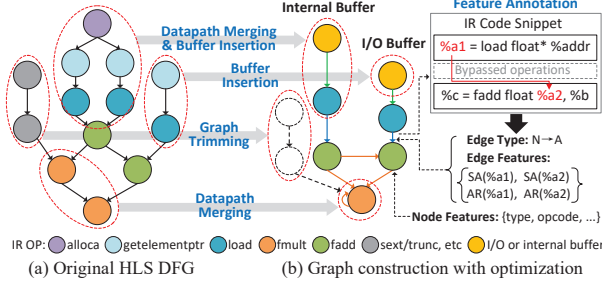 Feature Annotation
Internal Buffer
IR Code Snippet
Datapath Merging
& Buffer Insertion
I/O Buffer
%a1 = load float* %addr
Bypassed operations
Buffer
Insertion
%c = fadd float %a2, %b
Graph
Trimming
Edge Type: N→A
Edge Features:
SA(%a1), SA(%a2)
AR(%a1), AR(%a2)
Datapath
Merging
Node Features: {type, opcode, ...}
IR OP: alloca getelementptr load fmult fadd sext/trunc, etc I/O or internal buffer
(a) Original HLS DFG (b) Graph construction with optimization